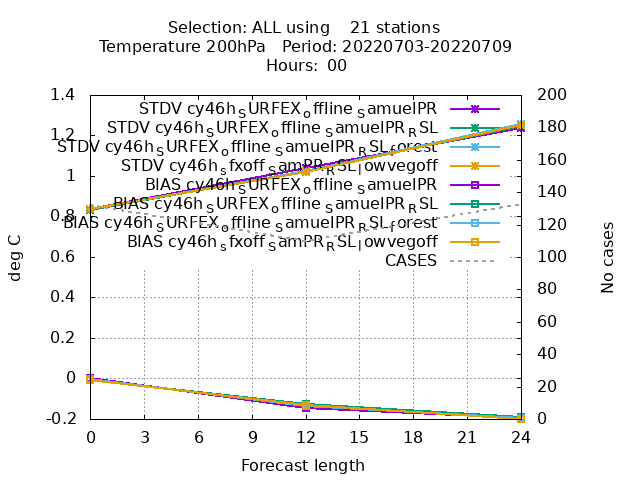 Selection: ALL using 21 stations
Temperature 200hPa Period: 20220703-20220709
Hours: 00
1.4
1.2
1
0.8
0.6
0.4
0.2
0
-0.2
deg C
STDV cy46h_SURFEX_offline_SamuelPR
STDV cy46h_SURFEX_offline_SamuelPR_RSL
STDV cy46h_SURFEX_offline_SamuelPR_RSL_forest
STDV cy46h_sfxoff_SamPR_RSL_lowvegoff
BIAS cy46h_SURFEX_offline_SamuelPR
BIAS cy46h_SURFEX_offline_SamuelPR_RSL
BIAS cy46h_SURFEX_offline_SamuelPR_RSL_forest
BIAS cy46h_sfxoff_SamPR_RSL_lowvegoff
CASES
200
180
160
140
120
100
80
60
40
20
0
No cases
0 3 6 9 12 15 18 21 24
Forecast length